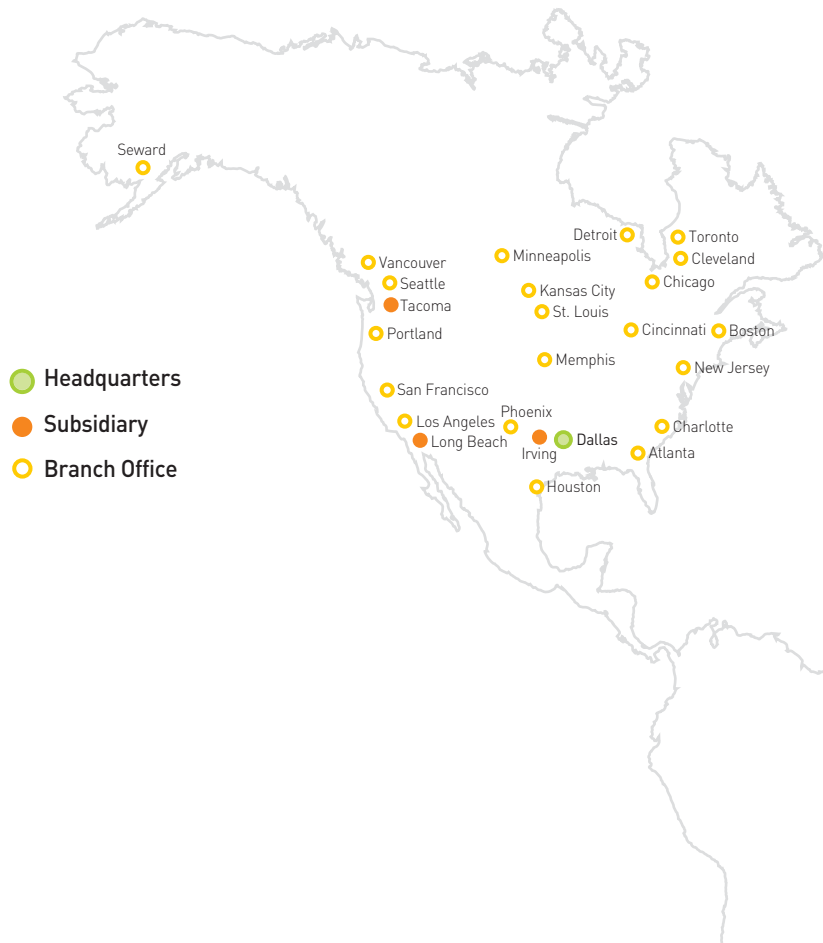 Seward
Detroit
Toronto
Minneapolis
Cleveland
Vancouver
Chicago
Seattle
Kansas City
Tacoma
St. Louis
Portland
Cincinnati
Boston
Memphis
New Jersey
Headquarters
San Francisco
Phoenix
Subsidiary
Los Angeles
Charlotte
Long Beach
Dallas
Irving
Atlanta
Branch Office
Houston